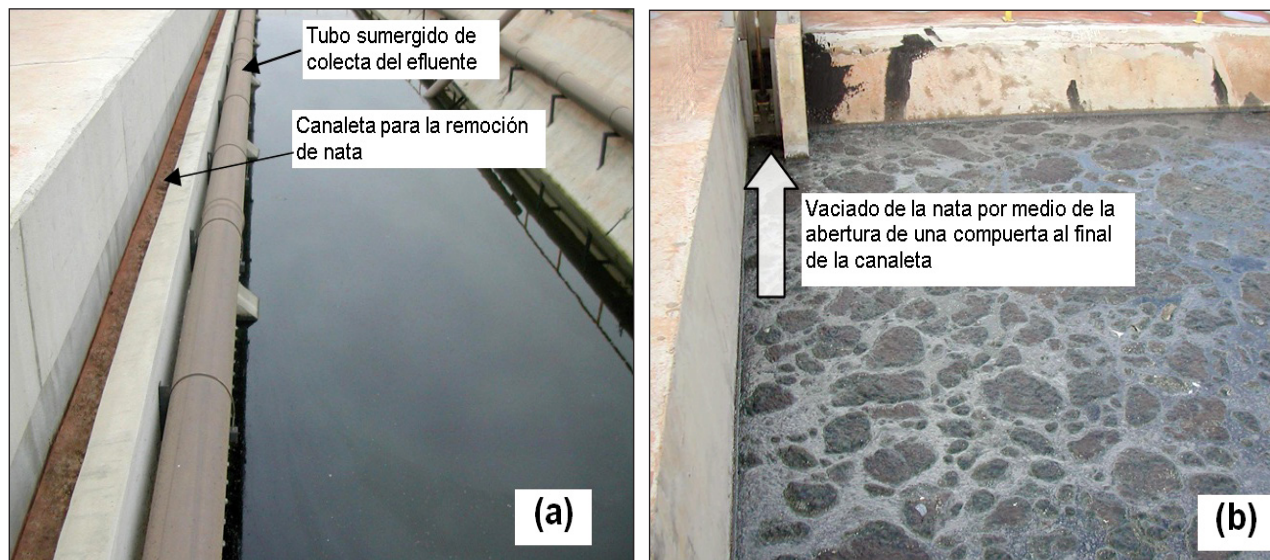 Tubo sumergido de
colecta del efluente
Canaleta para la remoción
de nata
(a)
Vaciado de la nata por medio de la
abertura de una compuerta al final
de la canaleta
(b)